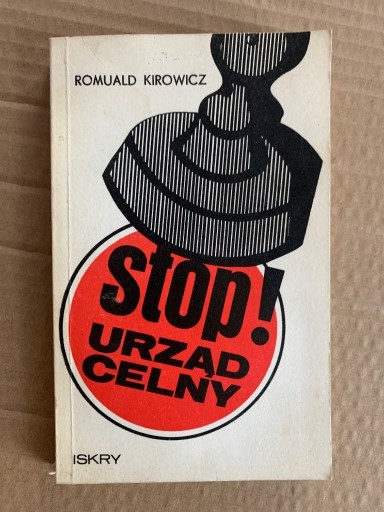 ROMUALD KIROWICZ
stop!
URZĄD
CELNY
ISKRY